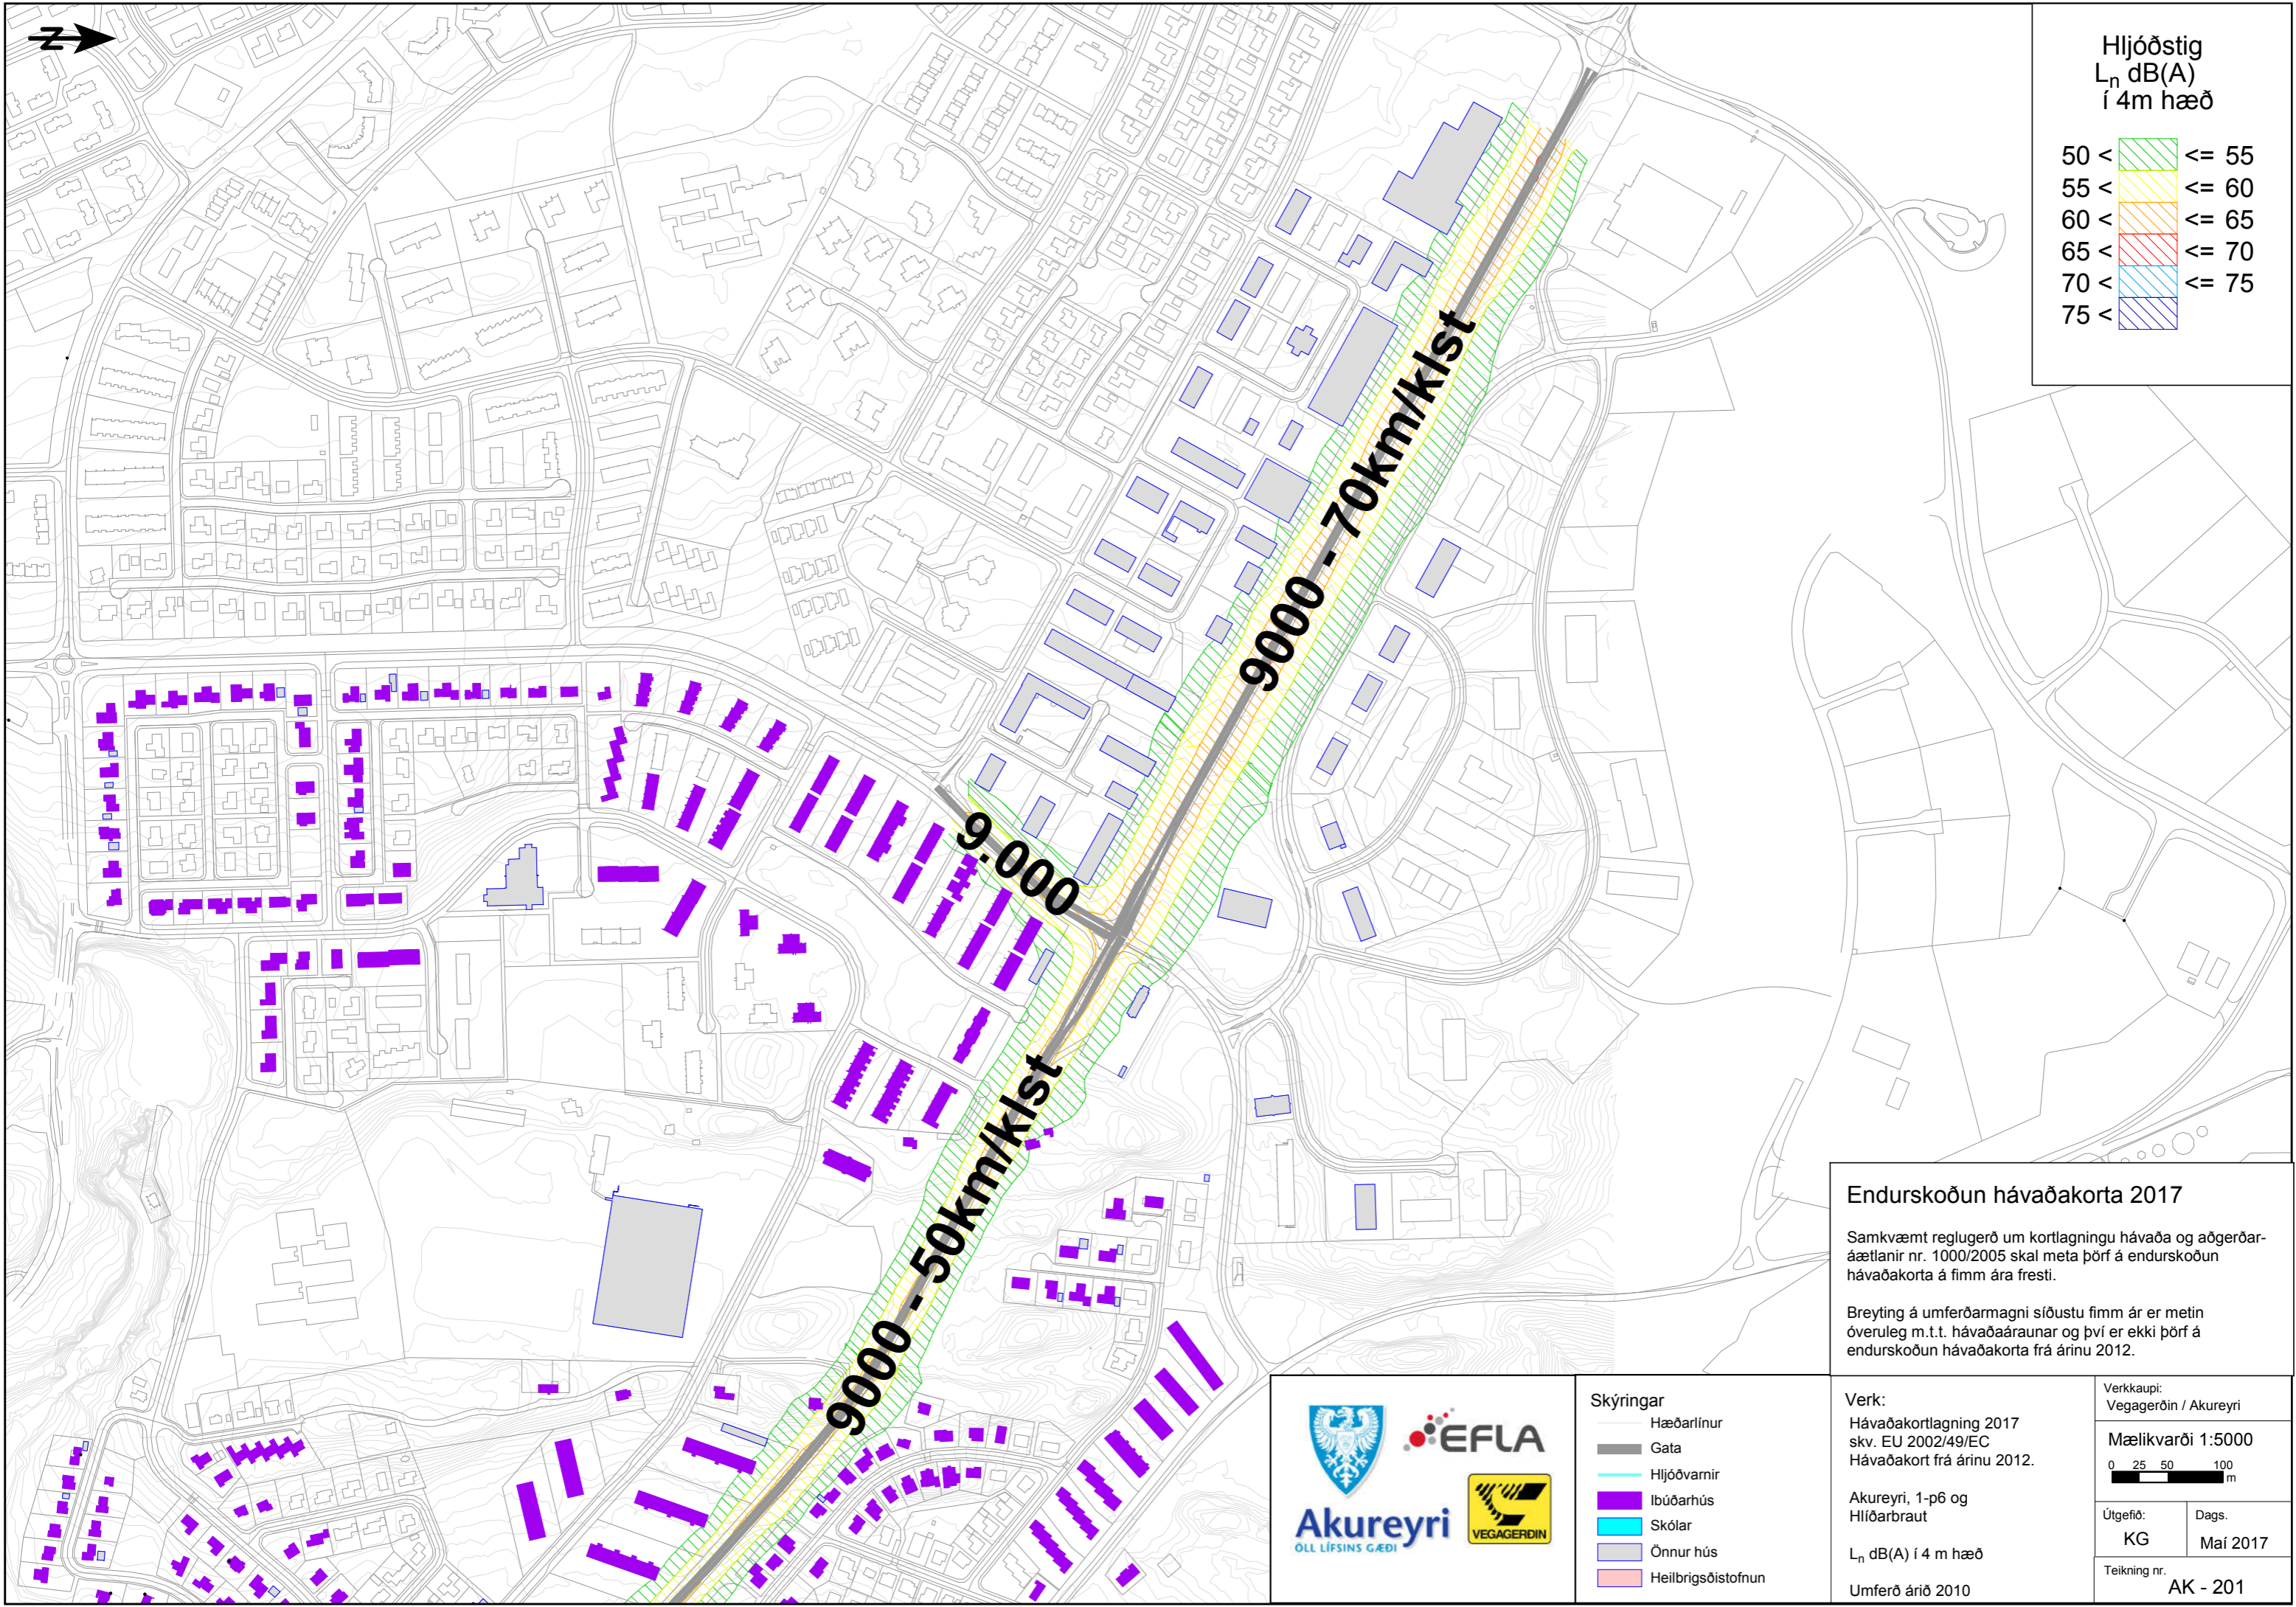 Z
Hljóðstig
Ln dB(A)
í 4m hæð
50 < <= 55
55 < <= 60
60 < <= 65
65 < <= 70
70 < <= 75
75 <
9000 - 70km/klst
9.000
9000 - 50km/klst
Endurskoðun hávaðakorta 2017
Samkvæmt reglugerð um kortlagningu hávaða og aðgerðar-
áætlanir nr. 1000/2005 skal meta þörf á endurskoðun
hávaðakorta á fimm ára fresti.
Breyting á umferðarmagni síðustu fimm ár er metin
óveruleg m.t.t. hávaðaáraunar og því er ekki þörf á
endurskoðun hávaðakorta frá árinu 2012.
Akureyri
ÖLL LÍFSINS GÆÐI
EFLA
VEGAGERÐIN
Skýringar
Hæðarlínur
Gata
Hljóðvarnir
Ibúðarhús
Skólar
Önnur hús
Heilbrigsðistofnun
Verk:
Hávaðakortlagning 2017
skv. EU 2002/49/EC
Hávaðakort frá árinu 2012.
Akureyri, 1-p6 og
Hlíðarbraut
Ln dB(A) í 4 m hæð
Umferð árið 2010
Verkkaupi:
Vegagerðin / Akureyri
Mælikvarði 1:5000
0 25 50 100
m
Útgefið:
KG
Dags.
Maí 2017
Teikning nr.
AK - 201